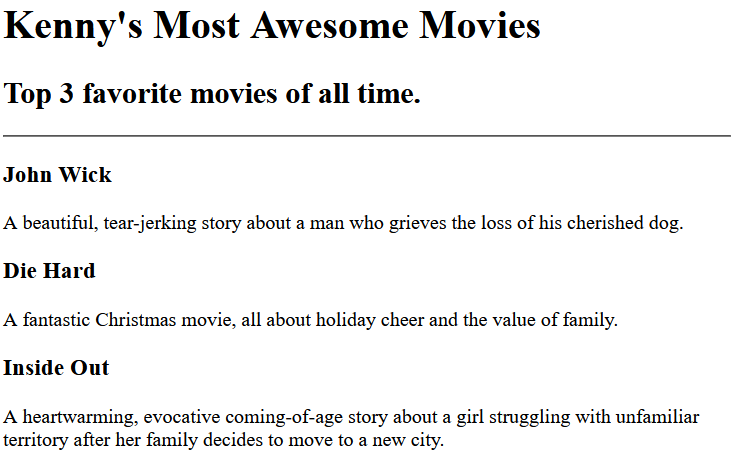 Kenny's Most Awesome Movies
Top 3 favorite movies of all time.
John Wick
A beautiful, tear-jerking story about a man who grieves the loss of his cherished dog.
Die Hard
A fantastic Christmas movie, all about holiday cheer and the value of family.
Inside Out
A heartwarming, evocative coming-of-age story about a girl struggling with unfamiliar
territory after her family decides to move to a new city.